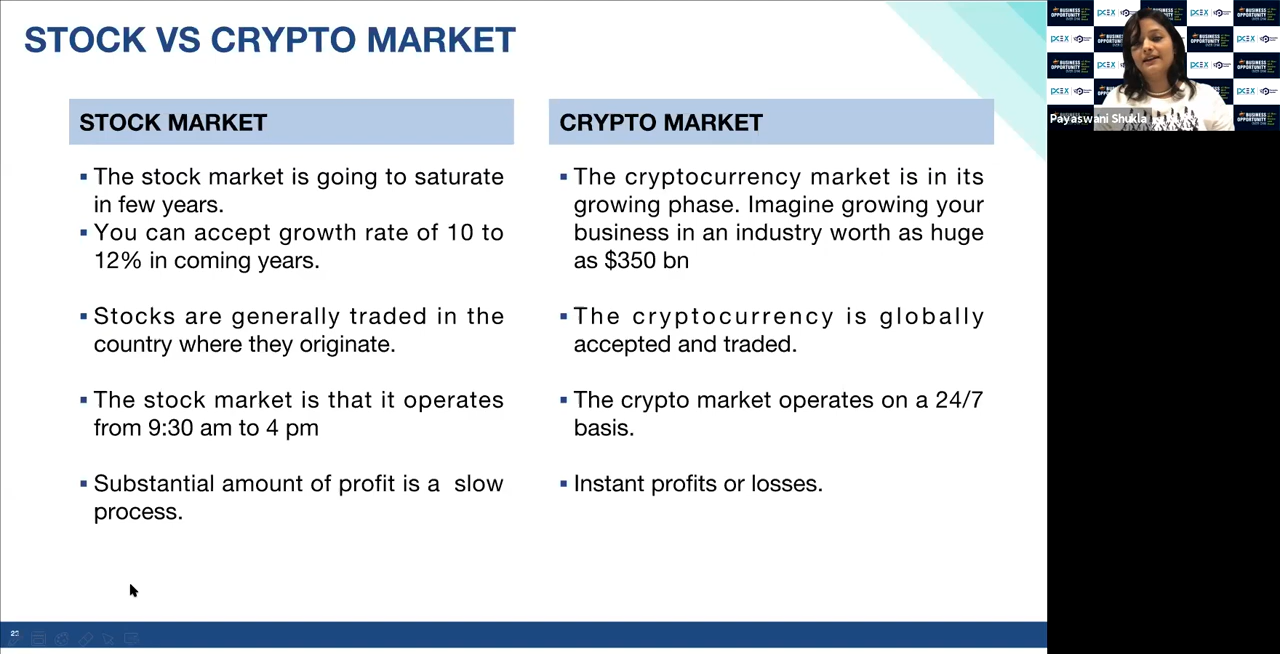 STOCK VS CRYPTO MARKET
STOCK MARKET
▪ The stock market is going to saturate
in few years.
▪ You can accept growth rate of 10 to
12% in coming years.
▪ Stocks are generally traded in the
country where they originate.
▪ The stock market is that it operates
from 9:30 am to 4 pm
▪ Substantial amount of profit is a slow
process.
CRYPTO MARKET
▪ The cryptocurrency market is in its
growing phase. Imagine growing your
business in an industry worth as huge
as $350 bn
▪ The cryptocurrency is globally
accepted and traded.
▪ The crypto market operates on a 24/7
basis.
▪ Instant profits or losses.
PCEX
BUSINESS
OPPORTUNITY
Payaswani Shukla